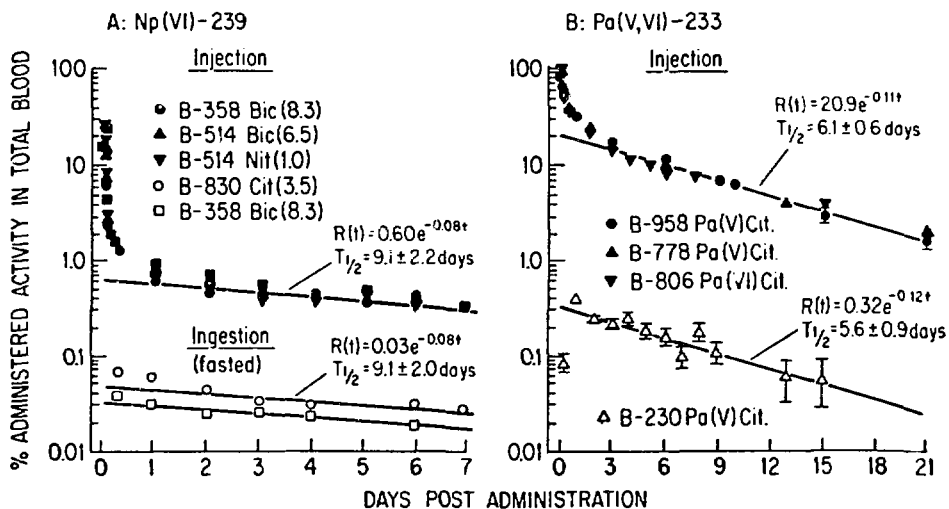 A: Np(VI)-239
B: Pa(V,VI)-233
% ADMINISTERED ACTIVITY IN TOTAL BLOOD
Injection
100
10
1.0
0.1
0.01
B-358 Bic(8.3)
B-514 Bic(6.5)
B-514 Nit(1.0)
B-830 Cit(3.5)
B-358 Bic(8.3)
R(t)=0.60e^-0.08t
T1/2=9.1±2.2days
Ingestion
(fasted)
R(t)=0.03e^-0.08t
T1/2=9.1±2.0days
0 1 2 3 4 5 6 7
Injection
100
10
1.0
0.1
0.01
R(t)=20.9e^-0.11t
T1/2=6.1±0.6 days
B-958 Pa(V)Cit.
B-778 Pa(V)Cit.
B-806 Pa(VI)Cit.
R(t)=0.32e^-0.12t
T1/2=5.6±0.9days
B-230 Pa(V)Cit.
0 3 6 9 12 15 18 21
DAYS POST ADMINISTRATION